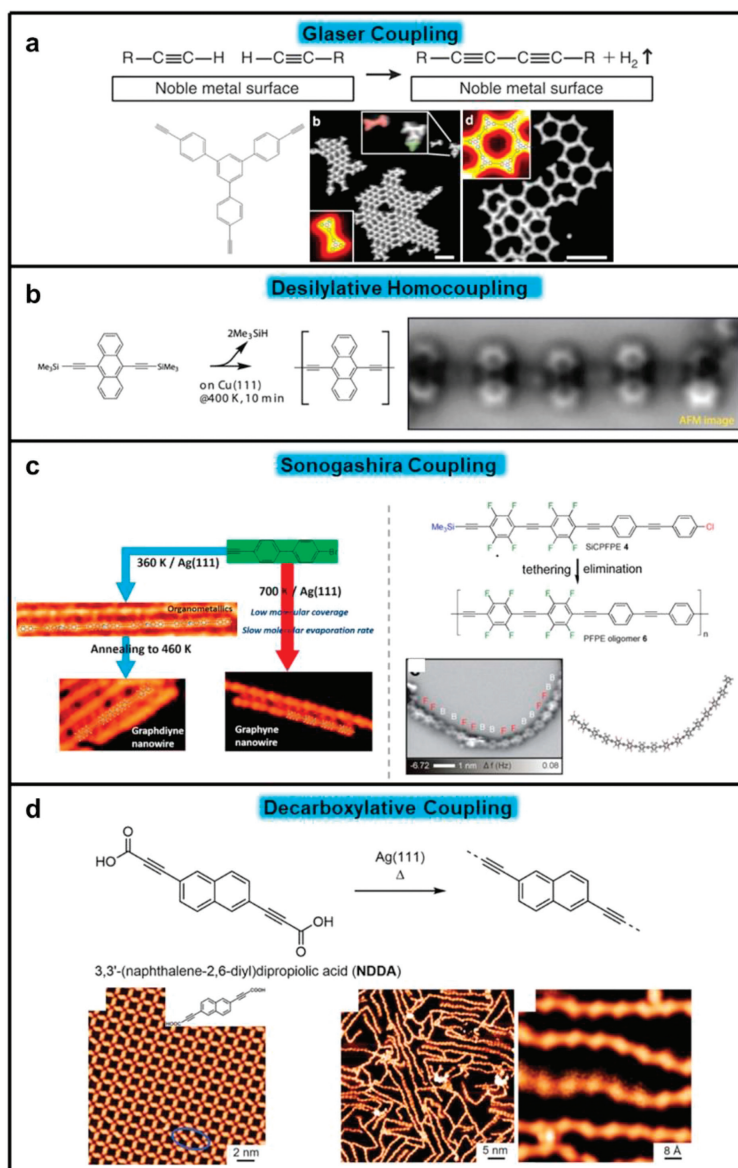 a
Glaser Coupling
R—C≡C—H H—C≡C—R
R—C≡C—C≡C—R + H₂↑
Noble metal surface
Noble metal surface
b
d
b
Desilylative Homocoupling
2Me₃SiH
Me₃Si
SiMe₃
on Cu(111)
@400 K, 10 min
AFM image
c
Sonogashira Coupling
360 K / Ag(111)
700 K / Ag(111)
Organometallics
Low molecular coverage
Slow molecular evaporation rate
Annealing to 460 K
Graphdiyne
nanowire
Graphyne
nanowire
F F F F
Me₃Si
Cl
F F F F
SiCPFPE 4
tethering elimination
F F F F
F F F F
n
PFPE oligomer 6
F F B B F F B B F F B B
-6.72 1 nm Δf (Hz) 0.08
d
Decarboxylative Coupling
O
HO
OH
O
Ag(111)
Δ
3,3'-(naphthalene-2,6-diyl)dipropiolic acid (NDDA)
COOH
HOOC
2 nm
5 nm
8 Å